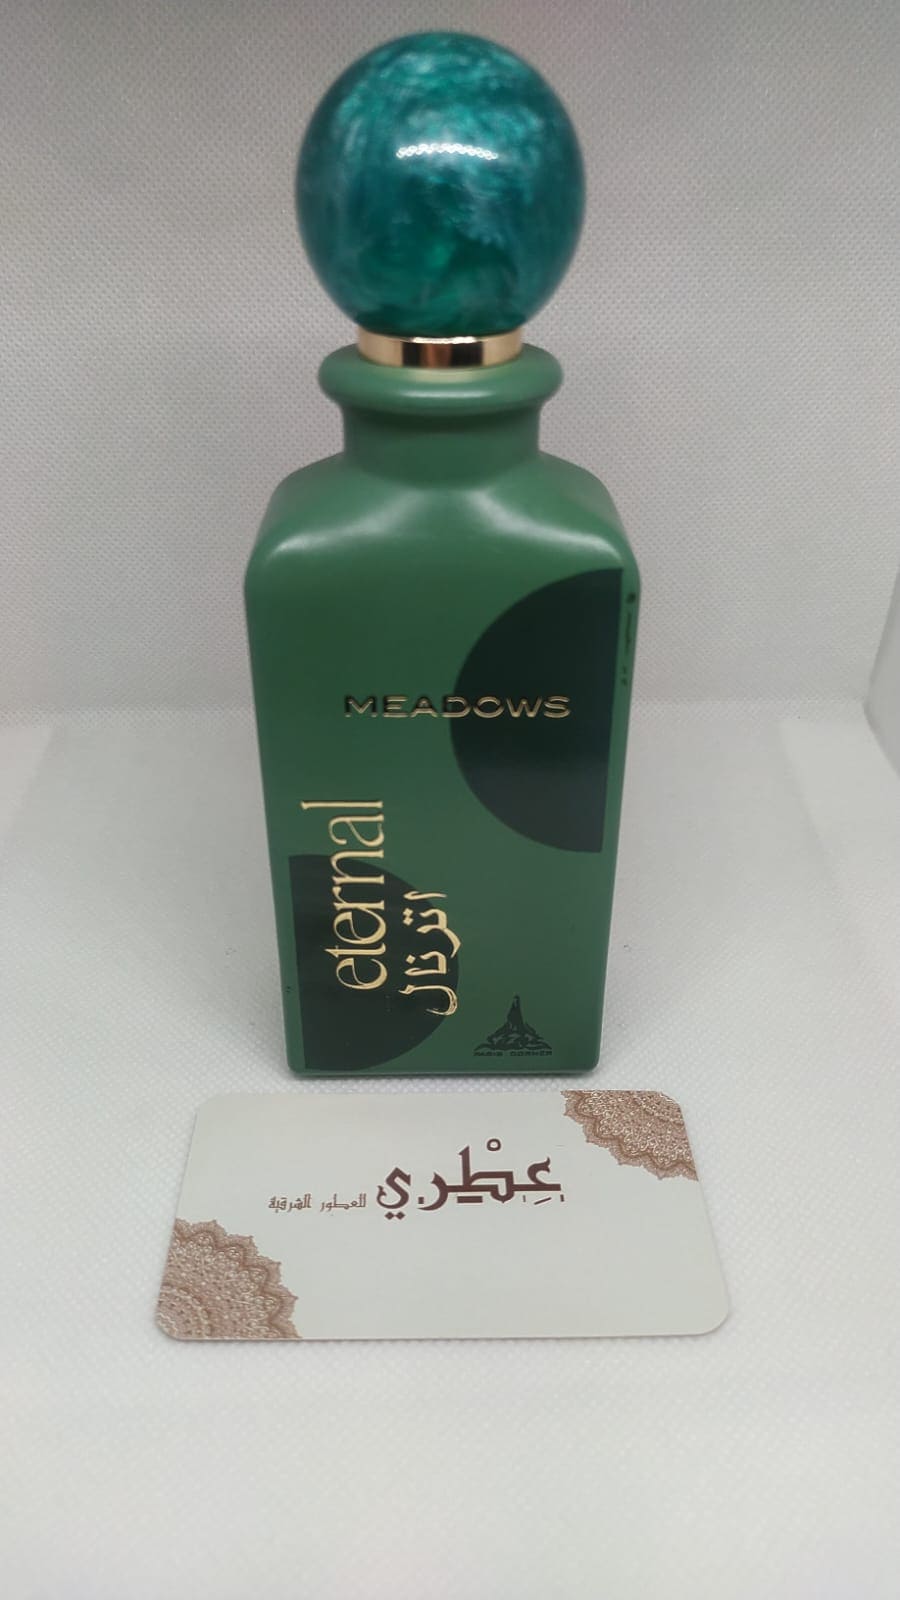 MEADOWS
eternal
اترنال
PARIS CORNER
عِطْري
للعطور الشرقية